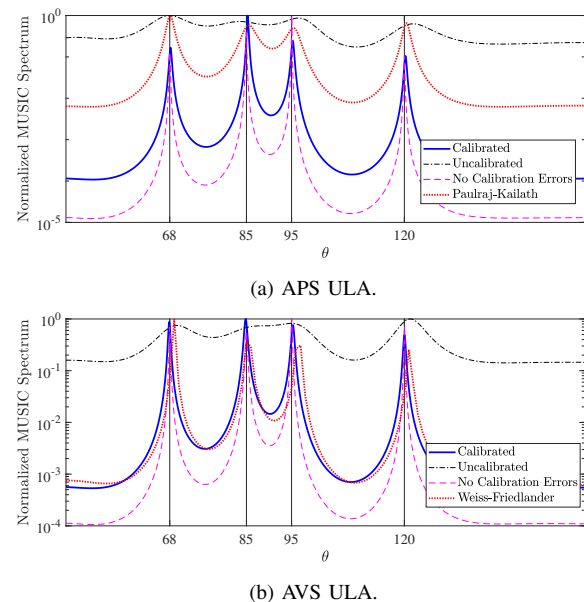 10^0
Normalized MUSIC Spectrum
Calibrated
Uncalibrated
No Calibration Errors
Paulraj-Kailath
10^-5
68 85 95 120
θ
(a) APS ULA.
10^0
10^-1
10^-2
10^-3
10^-4
Normalized MUSIC Spectrum
Calibrated
Uncalibrated
No Calibration Errors
Weiss-Friedlander
68 85 95 120
θ
(b) AVS ULA.